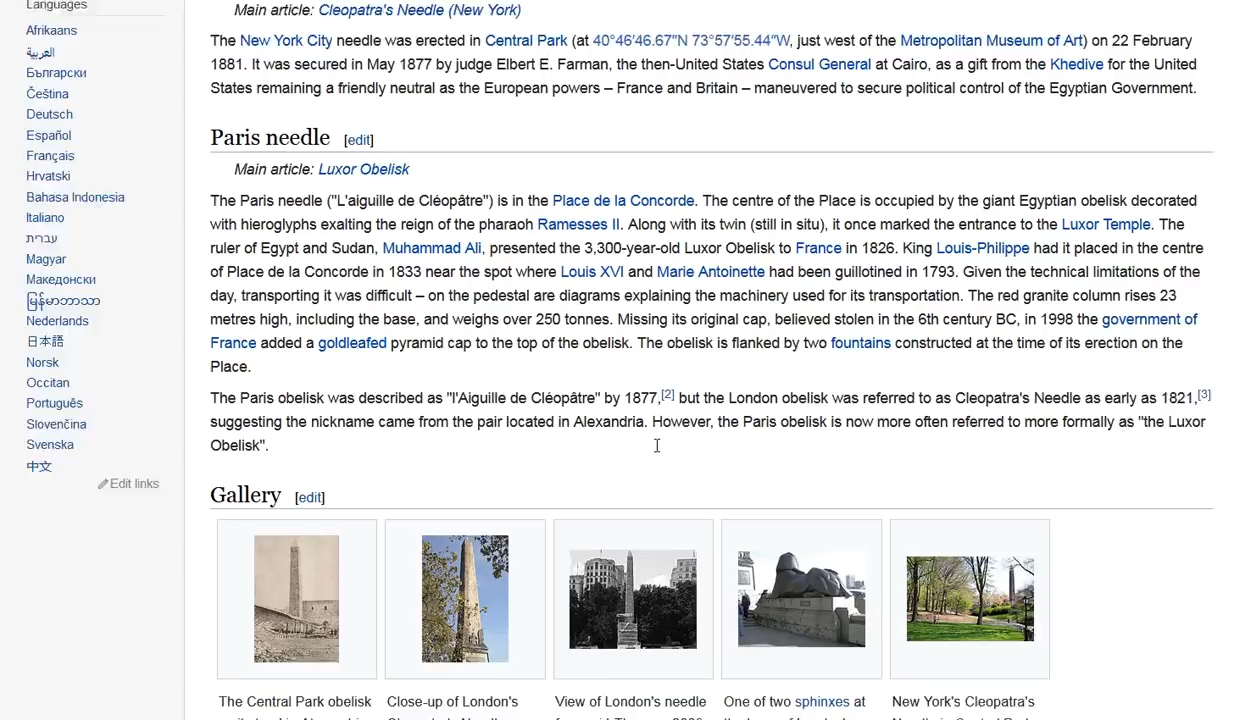 Languages
Afrikaans
العربية
Български
Čeština
Deutsch
Español
Français
Hrvatski
Bahasa Indonesia
Italiano
עברית
Magyar
Македонски
မြန်မာဘာသာ
Nederlands
日本語
Norsk
Occitan
Português
Slovenčina
Svenska
中文
Edit links
Main article: Cleopatra's Needle (New York)
The New York City needle was erected in Central Park (at 40°46′46.67″N 73°57′55.44″W, just west of the Metropolitan Museum of Art) on 22 February
1881. It was secured in May 1877 by judge Elbert E. Farman, the then-United States Consul General at Cairo, as a gift from the Khedive for the United
States remaining a friendly neutral as the European powers – France and Britain – maneuvered to secure political control of the Egyptian Government.
Paris needle [edit]
Main article: Luxor Obelisk
The Paris needle ("L'aiguille de Cléopâtre") is in the Place de la Concorde. The centre of the Place is occupied by the giant Egyptian obelisk decorated
with hieroglyphs exalting the reign of the pharaoh Ramesses II. Along with its twin (still in situ), it once marked the entrance to the Luxor Temple. The
ruler of Egypt and Sudan, Muhammad Ali, presented the 3,300-year-old Luxor Obelisk to France in 1826. King Louis-Philippe had it placed in the centre
of Place de la Concorde in 1833 near the spot where Louis XVI and Marie Antoinette had been guillotined in 1793. Given the technical limitations of the
day, transporting it was difficult – on the pedestal are diagrams explaining the machinery used for its transportation. The red granite column rises 23
metres high, including the base, and weighs over 250 tonnes. Missing its original cap, believed stolen in the 6th century BC, in 1998 the government of
France added a goldleafed pyramid cap to the top of the obelisk. The obelisk is flanked by two fountains constructed at the time of its erection on the
Place.
The Paris obelisk was described as "l'Aiguille de Cléopâtre" by 1877,[2] but the London obelisk was referred to as Cleopatra's Needle as early as 1821,[3]
suggesting the nickname came from the pair located in Alexandria. However, the Paris obelisk is now more often referred to more formally as "the Luxor
Obelisk".
Gallery [edit]
The Central Park obelisk
Close-up of London's
View of London's needle
One of two sphinxes at
New York's Cleopatra's